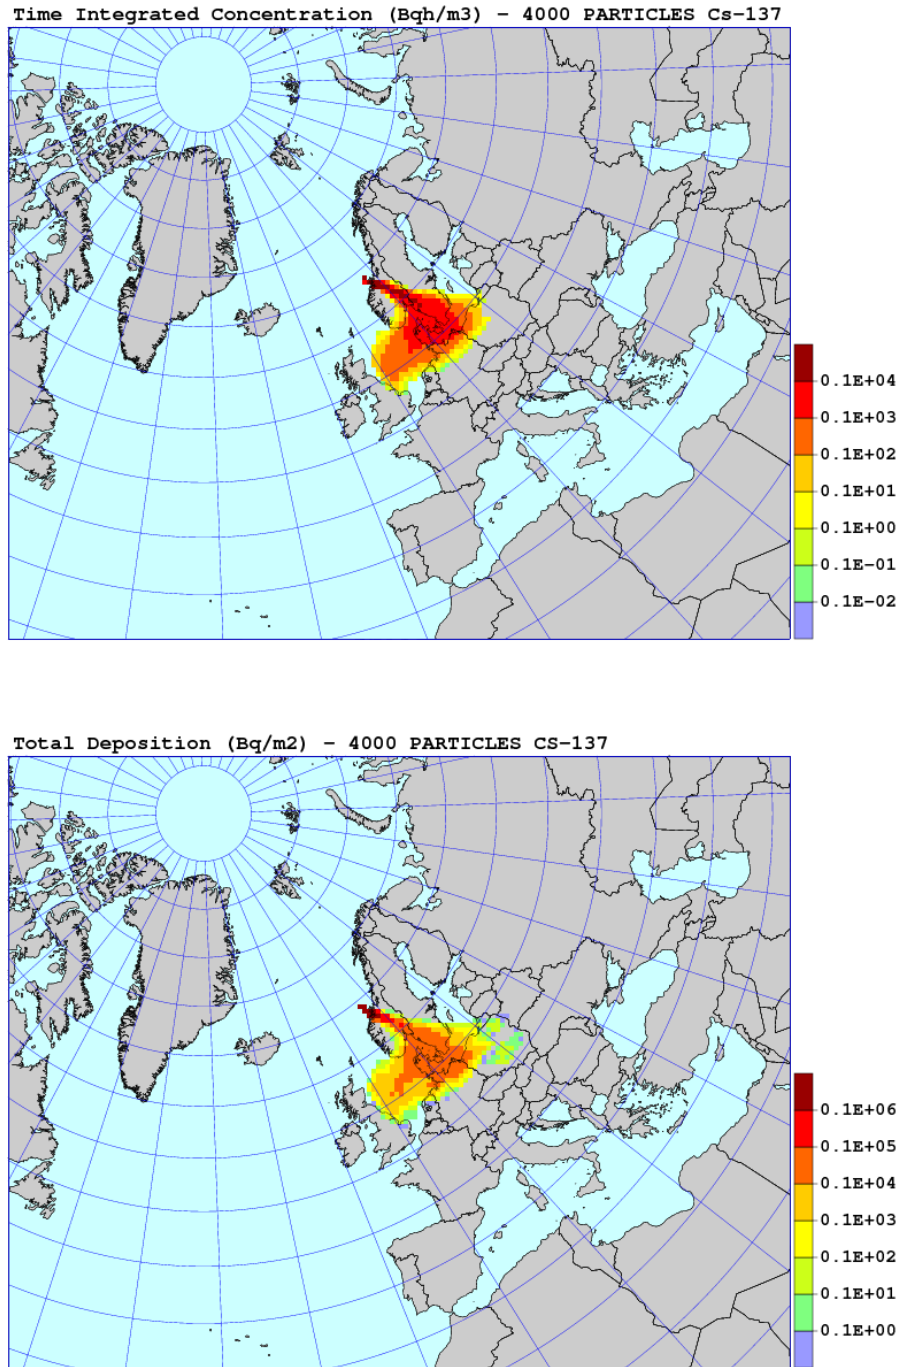 Time Integrated Concentration (Bqh/m3) – 4000 PARTICLES Cs–137
0.1E+04
0.1E+03
0.1E+02
0.1E+01
0.1E+00
0.1E–01
0.1E–02
Total Deposition (Bq/m2) – 4000 PARTICLES CS–137
0.1E+06
0.1E+05
0.1E+04
0.1E+03
0.1E+02
0.1E+01
0.1E+00